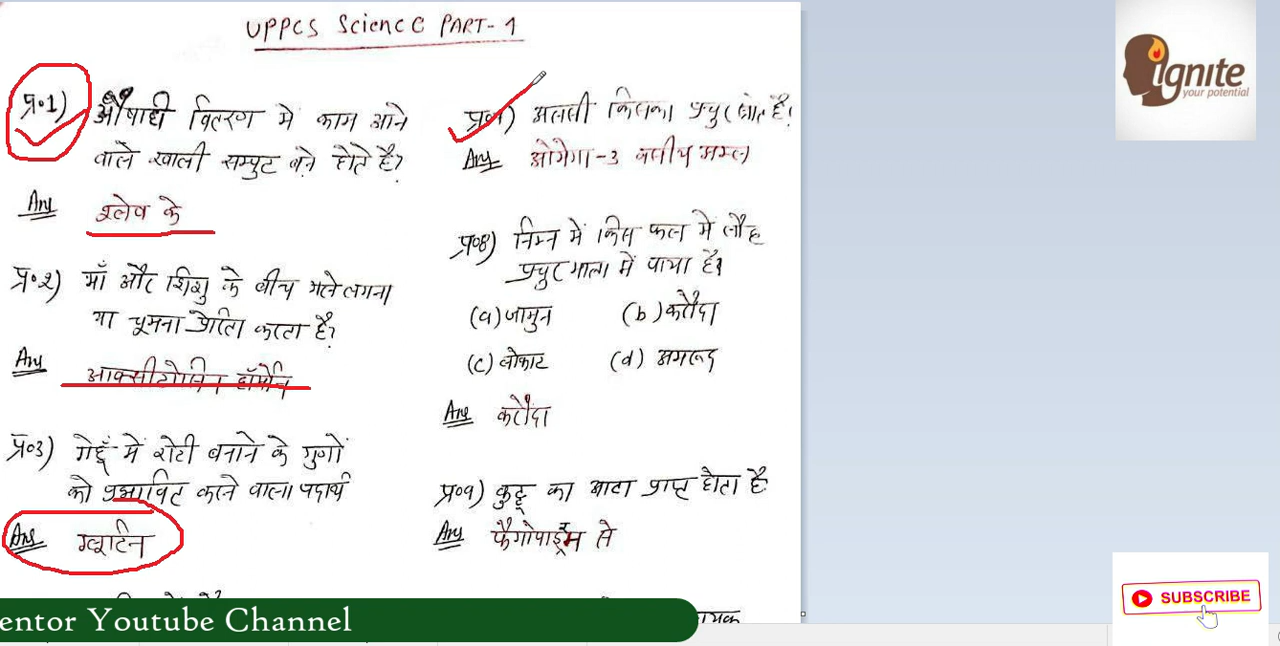 UPPCS Science PART-1
प्र०1) औषाधी वितरण में काम आने
वाले खाली सम्पुट बने होते है?
Ans श्लेष के
प्र०2) माँ और शिशु के बीच गले लगना
या चूमना प्रेरित करता है?
Ans आक्सीटोसिन हॉर्मोन
प्र०3) गेहूँ में रोटी बनाने के गुणों
को प्रभावित करने वाला पदार्थ
Ans ग्लूटिन
अलसी किसका प्रचुर स्रोत है?
Ans ओमेगा-3 वसीय अम्ल
प्र०8) निम्न में किस फल में लौह
प्रचुर मात्रा में पाया है?
(a) जामुन (b) करौंदा
(c) लोकाट (d) अमरूद
Ans करौंदा
प्र०9) कुट्टू का आटा प्राप्त होता है
Ans फैगोपाइरम से
entor Youtube Channel
ignite
your potential
SUBSCRIBE